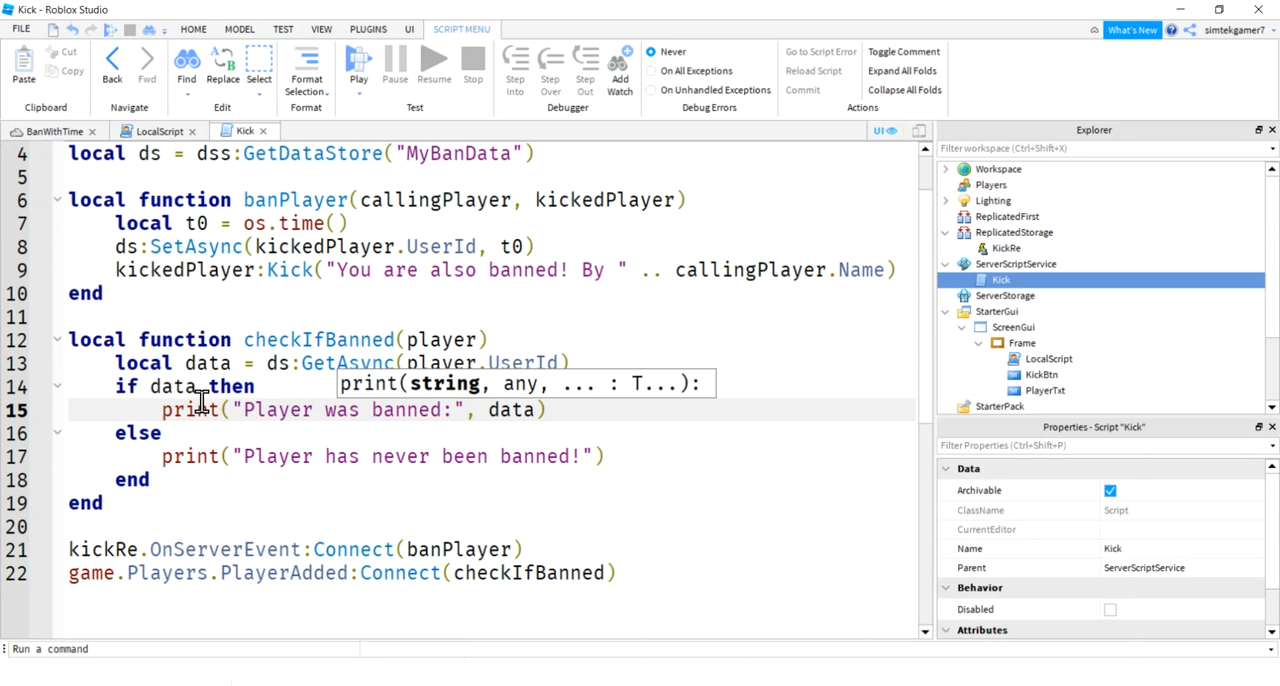 Kick - Roblox Studio
FILE HOME MODEL TEST VIEW PLUGINS UI SCRIPT MENU What's New simtekgamer7
Paste Cut Copy Clipboard
Back Fwd Navigate
Find Replace Select Edit
Format Selection Format
Play Pause Resume Stop Test
Step Into Step Over Step Out Add Watch Debugger
Never
On All Exceptions
On Unhandled Exceptions
Debug Errors
Go to Script Error
Reload Script
Commit
Toggle Comment
Expand All Folds
Collapse All Folds
Actions
BanWithTime LocalScript Kick UI
4 local ds = dss:GetDataStore("MyBanData")
5
6 local function banPlayer(callingPlayer, kickedPlayer)
7 local t0 = os.time()
8 ds:SetAsync(kickedPlayer.UserId, t0)
9 kickedPlayer:Kick("You are also banned! By " .. callingPlayer.Name)
10 end
11
12 local function checkIfBanned(player)
13 local data = ds:GetAsync(player.UserId)
14 if data then
print(string, any, ... : T...):
15 print("Player was banned:", data)
16 else
17 print("Player has never been banned!")
18 end
19 end
20
21 kickRe.OnServerEvent:Connect(banPlayer)
22 game.Players.PlayerAdded:Connect(checkIfBanned)
Run a command
Explorer
Filter workspace (Ctrl+Shift+X)
Workspace
Players
Lighting
ReplicatedFirst
ReplicatedStorage
KickRe
ServerScriptService
Kick
ServerStorage
StarterGui
ScreenGui
Frame
LocalScript
KickBtn
PlayerTxt
StarterPack
Properties - Script "Kick"
Filter Properties (Ctrl+Shift+P)
Data
Archivable
ClassName Script
CurrentEditor
Name Kick
Parent ServerScriptService
Behavior
Disabled
Attributes